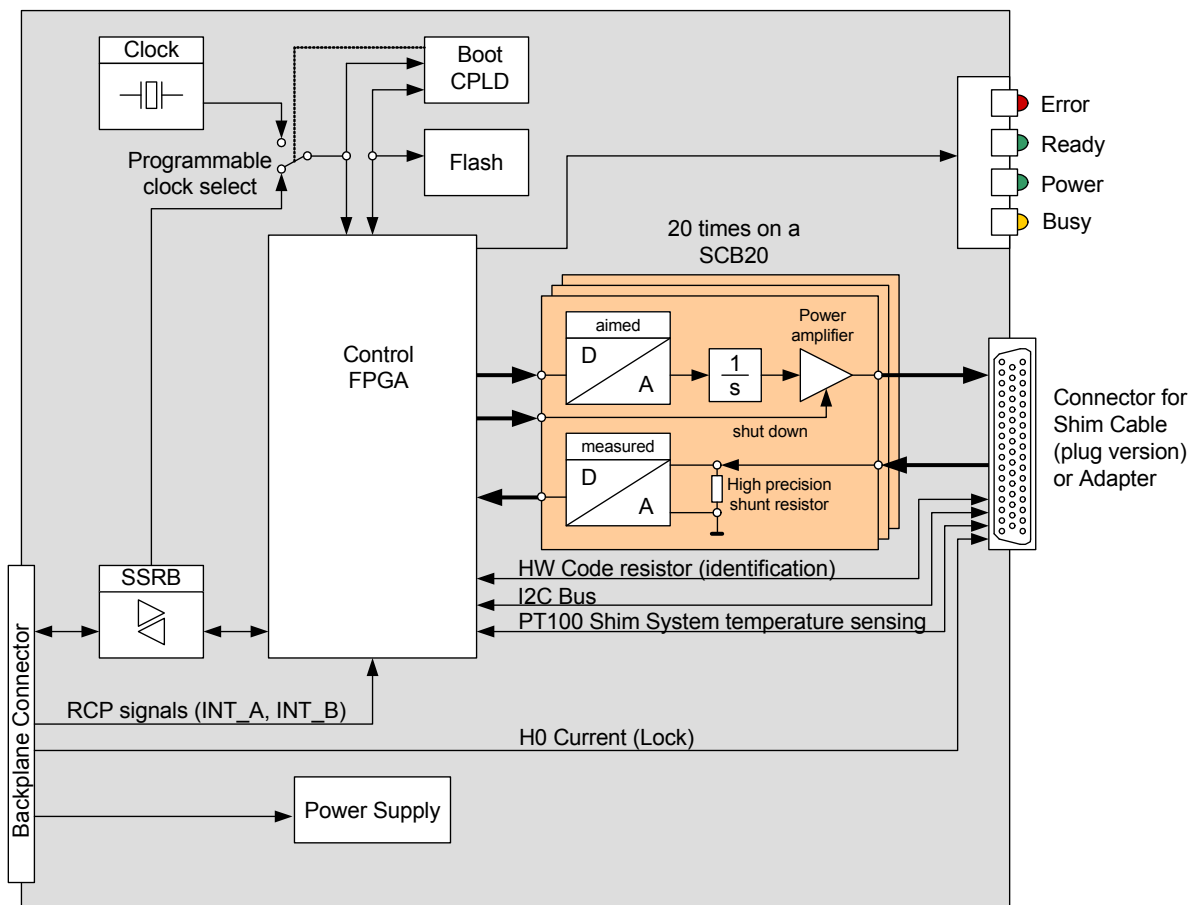 Clock
Boot
CPLD
Programmable
clock select
Flash
Error
Ready
Power
Busy
20 times on a
SCB20
Control
FPGA
aimed
D
A
1
s
Power
amplifier
shut down
measured
D
A
High precision
shunt resistor
Connector for
Shim Cable
(plug version)
or Adapter
HW Code resistor (identification)
I2C Bus
PT100 Shim System temperature sensing
SSRB
Backplane Connector
RCP signals (INT_A, INT_B)
H0 Current (Lock)
Power Supply